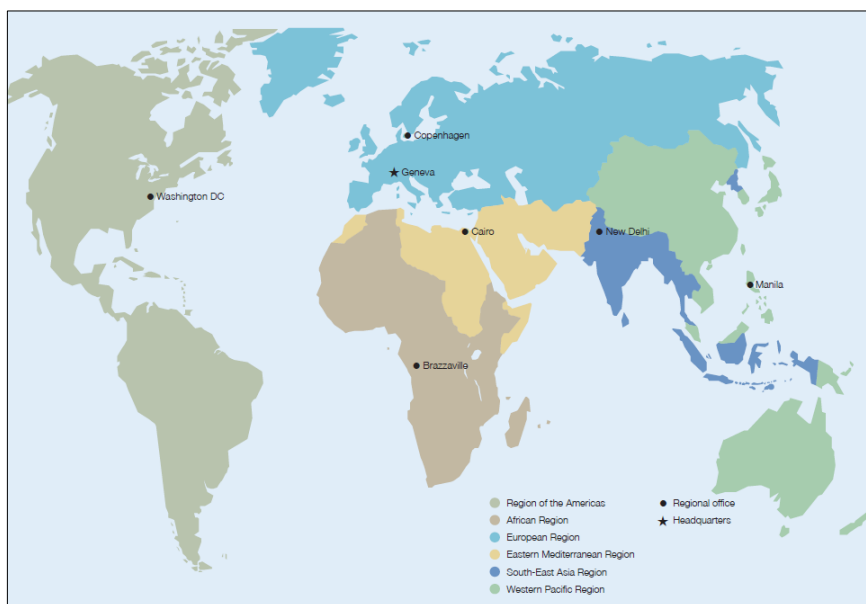 Copenhagen
Geneva
Washington DC
Cairo
New Delhi
Manila
Brazzaville
Region of the Americas
African Region
European Region
Eastern Mediterranean Region
South-East Asia Region
Western Pacific Region
Regional office
Headquarters